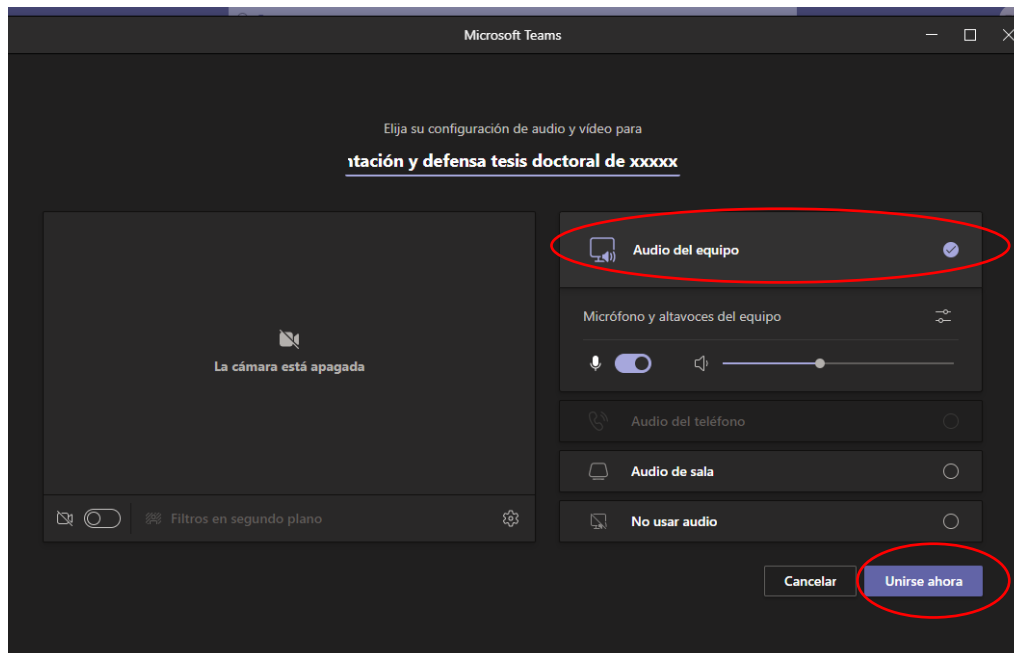 Microsoft Teams
Elija su configuración de audio y vídeo para
ntación y defensa tesis doctoral de xxxxx
Audio del equipo
Micrófono y altavoces del equipo
La cámara está apagada
Audio del teléfono
Audio de sala
Filtros en segundo plano
No usar audio
Cancelar
Unirse ahora